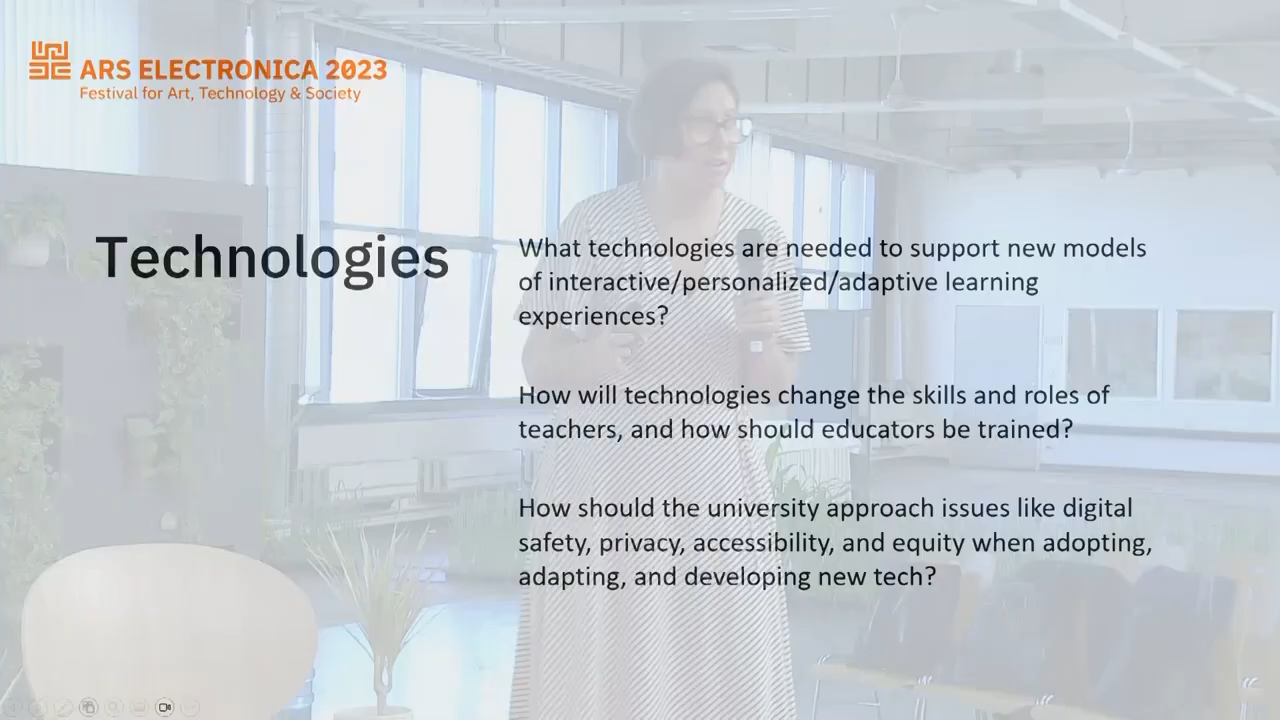 ARS ELECTRONICA 2023
Festival for Art, Technology & Society
Technologies
What technologies are needed to support new models
of interactive/personalized/adaptive learning
experiences?
How will technologies change the skills and roles of
teachers, and how should educators be trained?
How should the university approach issues like digital
safety, privacy, accessibility, and equity when adopting,
adapting, and developing new tech?